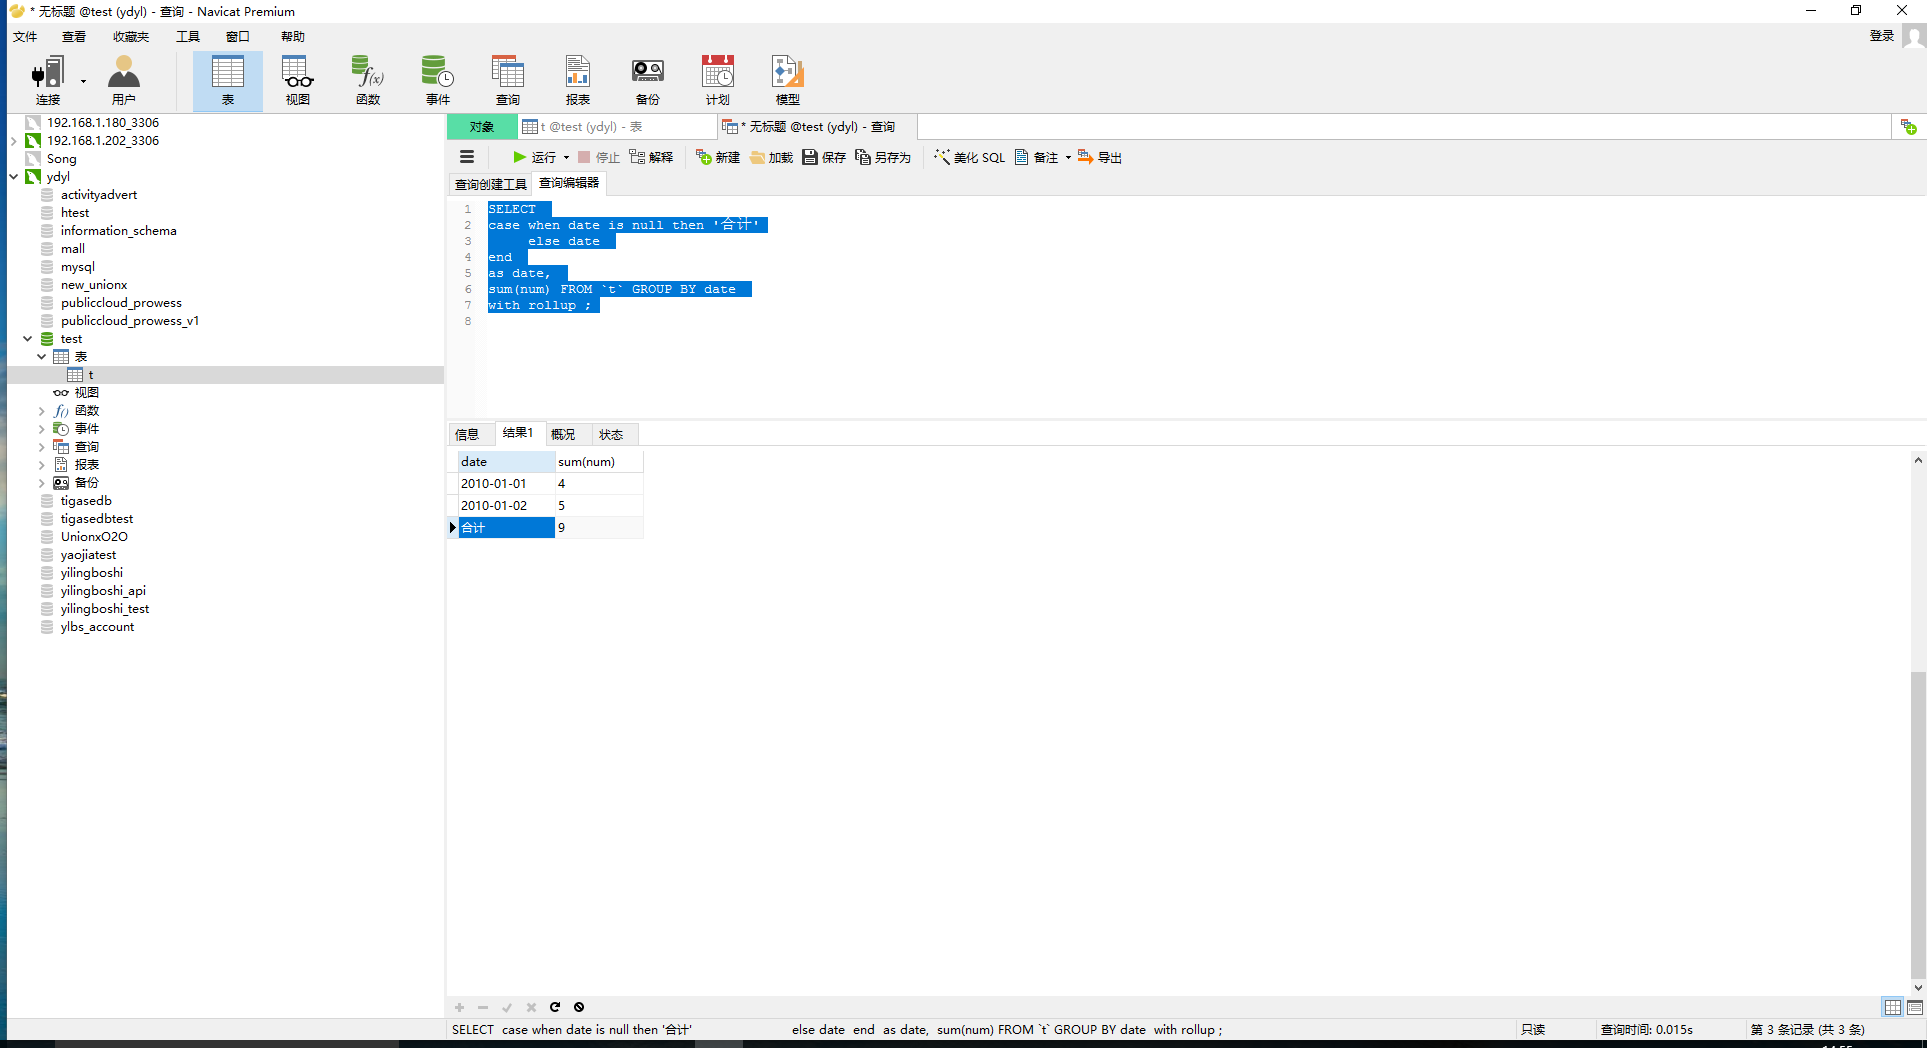 * 无标题 @test (ydyl) - 查询 - Navicat Premium
文件 查看 收藏夹 工具 窗口 帮助
登录
连接 用户 表 视图 函数 事件 查询 报表 备份 计划 模型
192.168.1.180_3306
192.168.1.202_3306
Song
ydyl
activityadvert
htest
information_schema
mall
mysql
new_unionx
publiccloud_prowess
publiccloud_prowess_v1
test
表
t
视图
函数
事件
查询
报表
备份
tigasedb
tigasedbtest
UnionxO2O
yaojiatest
yilingboshi
yilingboshi_api
yilingboshi_test
ylbs_account
对象 t @test (ydyl) - 表 * 无标题 @test (ydyl) - 查询
运行 停止 解释 新建 加载 保存 另存为 美化 SQL 备注 导出
查询创建工具 查询编辑器
1 SELECT
2 case when date is null then '合计'
3 else date
4 end
5 as date,
6 sum(num) FROM `t` GROUP BY date
7 with rollup ;
8
信息 结果1 概况 状态
date sum(num)
2010-01-01 4
2010-01-02 5
合计 9
SELECT case when date is null then '合计' else date end as date, sum(num) FROM `t` GROUP BY date with rollup ;
只读 查询时间: 0.015s 第 3 条记录 (共 3 条)